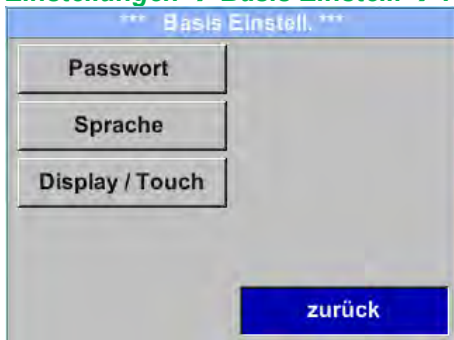 *** Basis Einstell. ***
Passwort
Sprache
Display / Touch
zurück